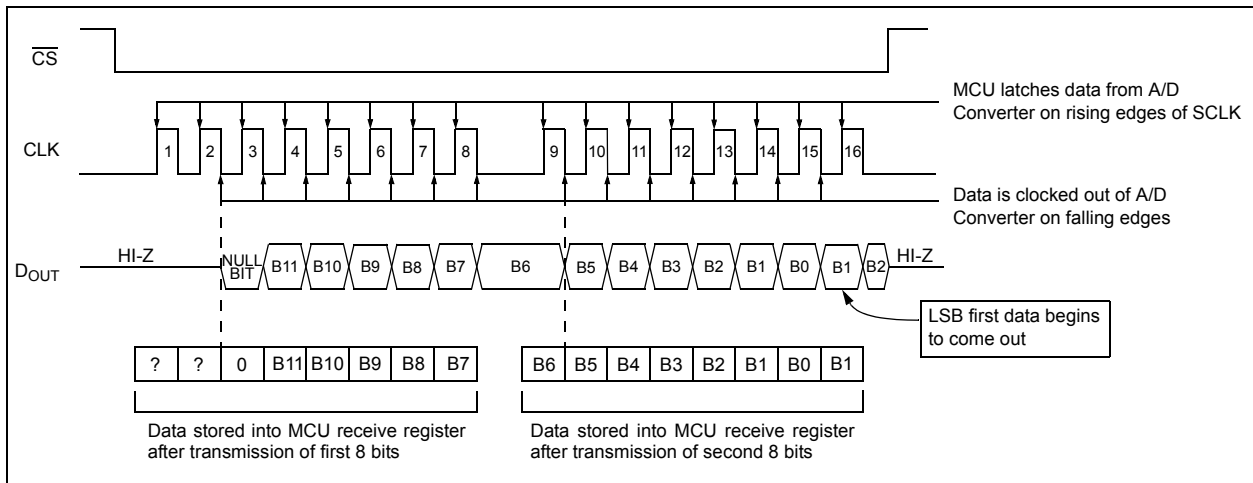 CS
MCU latches data from A/D
Converter on rising edges of SCLK
CLK
1 2 3 4 5 6 7 8 9 10 11 12 13 14 15 16
Data is clocked out of A/D
Converter on falling edges
DOUT
HI-Z
NULL
BIT
B11 B10 B9 B8 B7 B6 B5 B4 B3 B2 B1 B0 B1 B2
HI-Z
LSB first data begins
to come out
? ? 0 B11 B10 B9 B8 B7
B6 B5 B4 B3 B2 B1 B0 B1
Data stored into MCU receive register
after transmission of first 8 bits
Data stored into MCU receive register
after transmission of second 8 bits